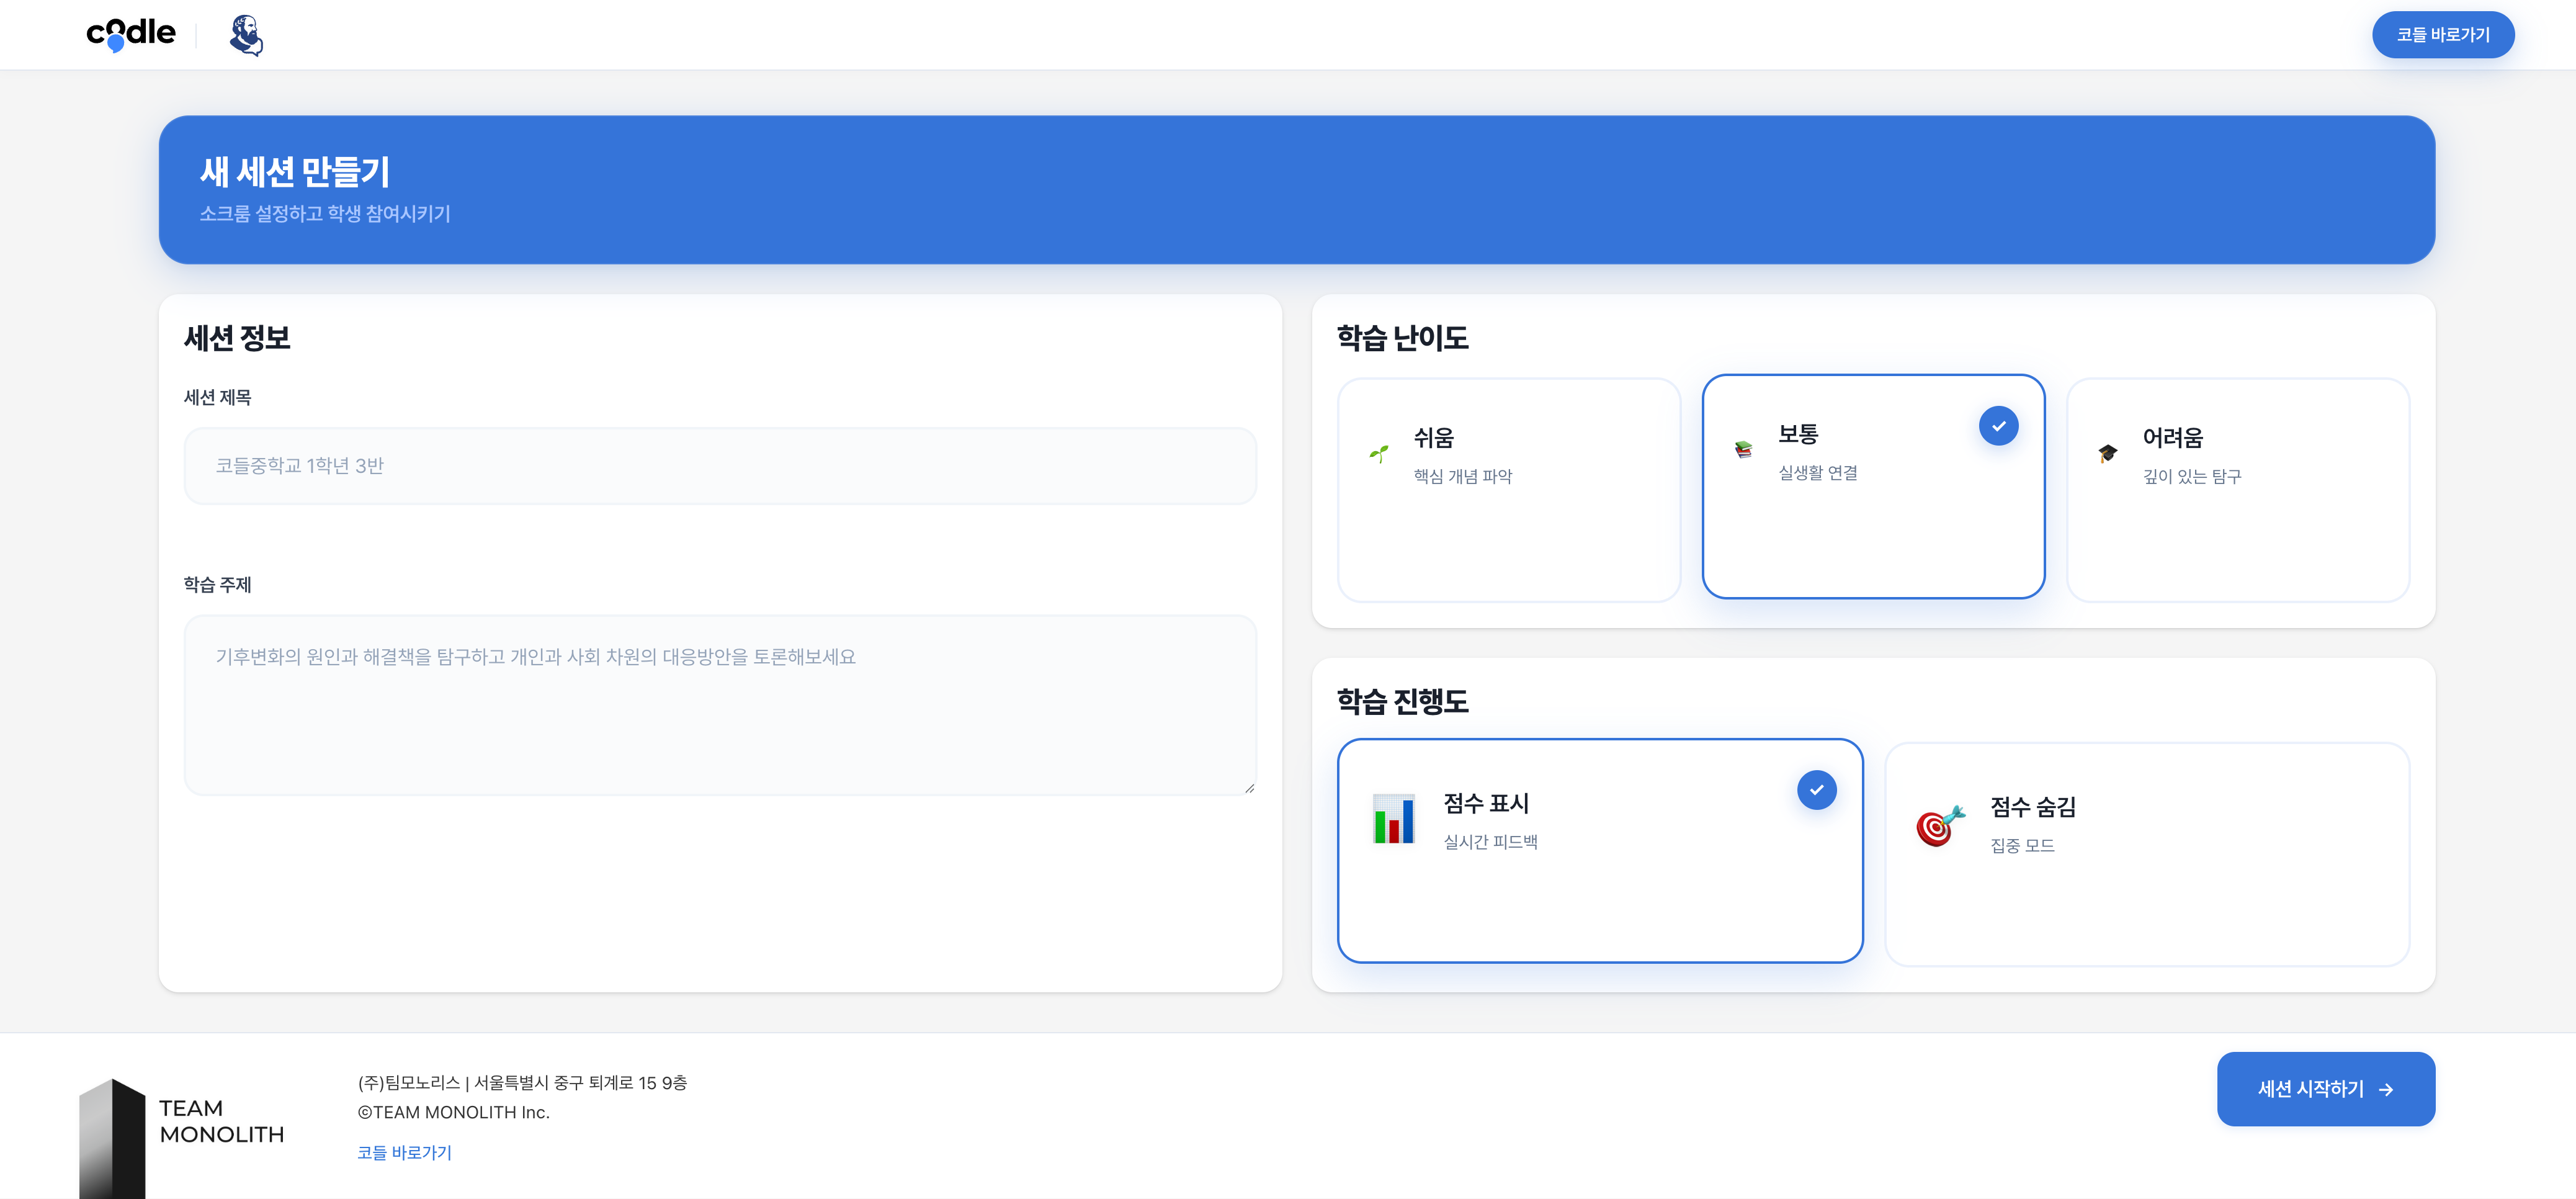 codle
코들 바로가기
새 세션 만들기
소크룸 설정하고 학생 참여시키기
세션 정보
세션 제목
코들중학교 1학년 3반
학습 주제
기후변화의 원인과 해결책을 탐구하고 개인과 사회 차원의 대응방안을 토론해보세요
학습 난이도
쉬움
핵심 개념 파악
보통
실생활 연결
어려움
깊이 있는 탐구
학습 진행도
점수 표시
실시간 피드백
점수 숨김
집중 모드
TEAM
MONOLITH
(주)팀모노리스 | 서울특별시 중구 퇴계로 15 9층
©TEAM MONOLITH Inc.
코들 바로가기
세션 시작하기 →